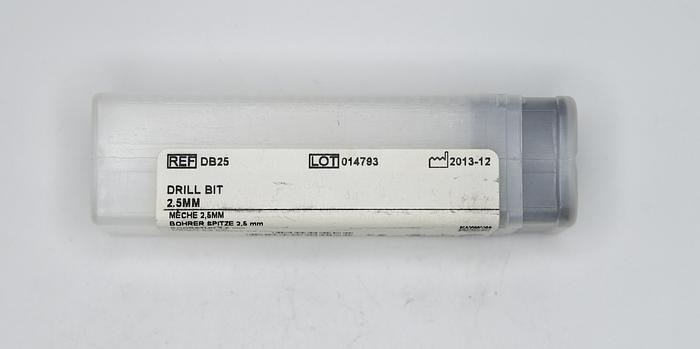 REF DB25 LOT 014793 2013-12
DRILL BIT
2.5MM
MÈCHE 2,5MM
BOHRER SPITZE 2,5 mm